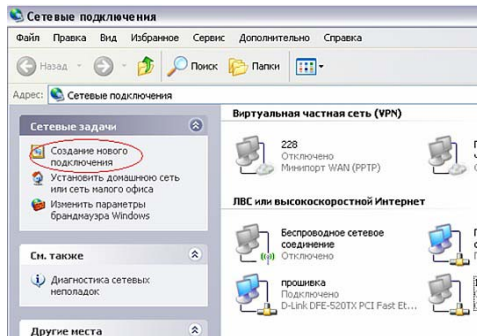 Сетевые подключения
Файл Правка Вид Избранное Сервис Дополнительно Справка
Назад Поиск Папки
Адрес: Сетевые подключения
Сетевые задачи
Создание нового
подключения
Установить домашнюю сеть
или сеть малого офиса
Изменить параметры
брандмауэра Windows
См. также
Диагностика сетевых
неполадок
Другие места
Виртуальная частная сеть (VPN)
228
Отключено
Минипорт WAN (PPTP)
ЛВС или высокоскоростной Интернет
Беспроводное сетевое
соединение
Отключено
прошивка
Подключено
D-Link DFE-520TX PCI Fast Et...